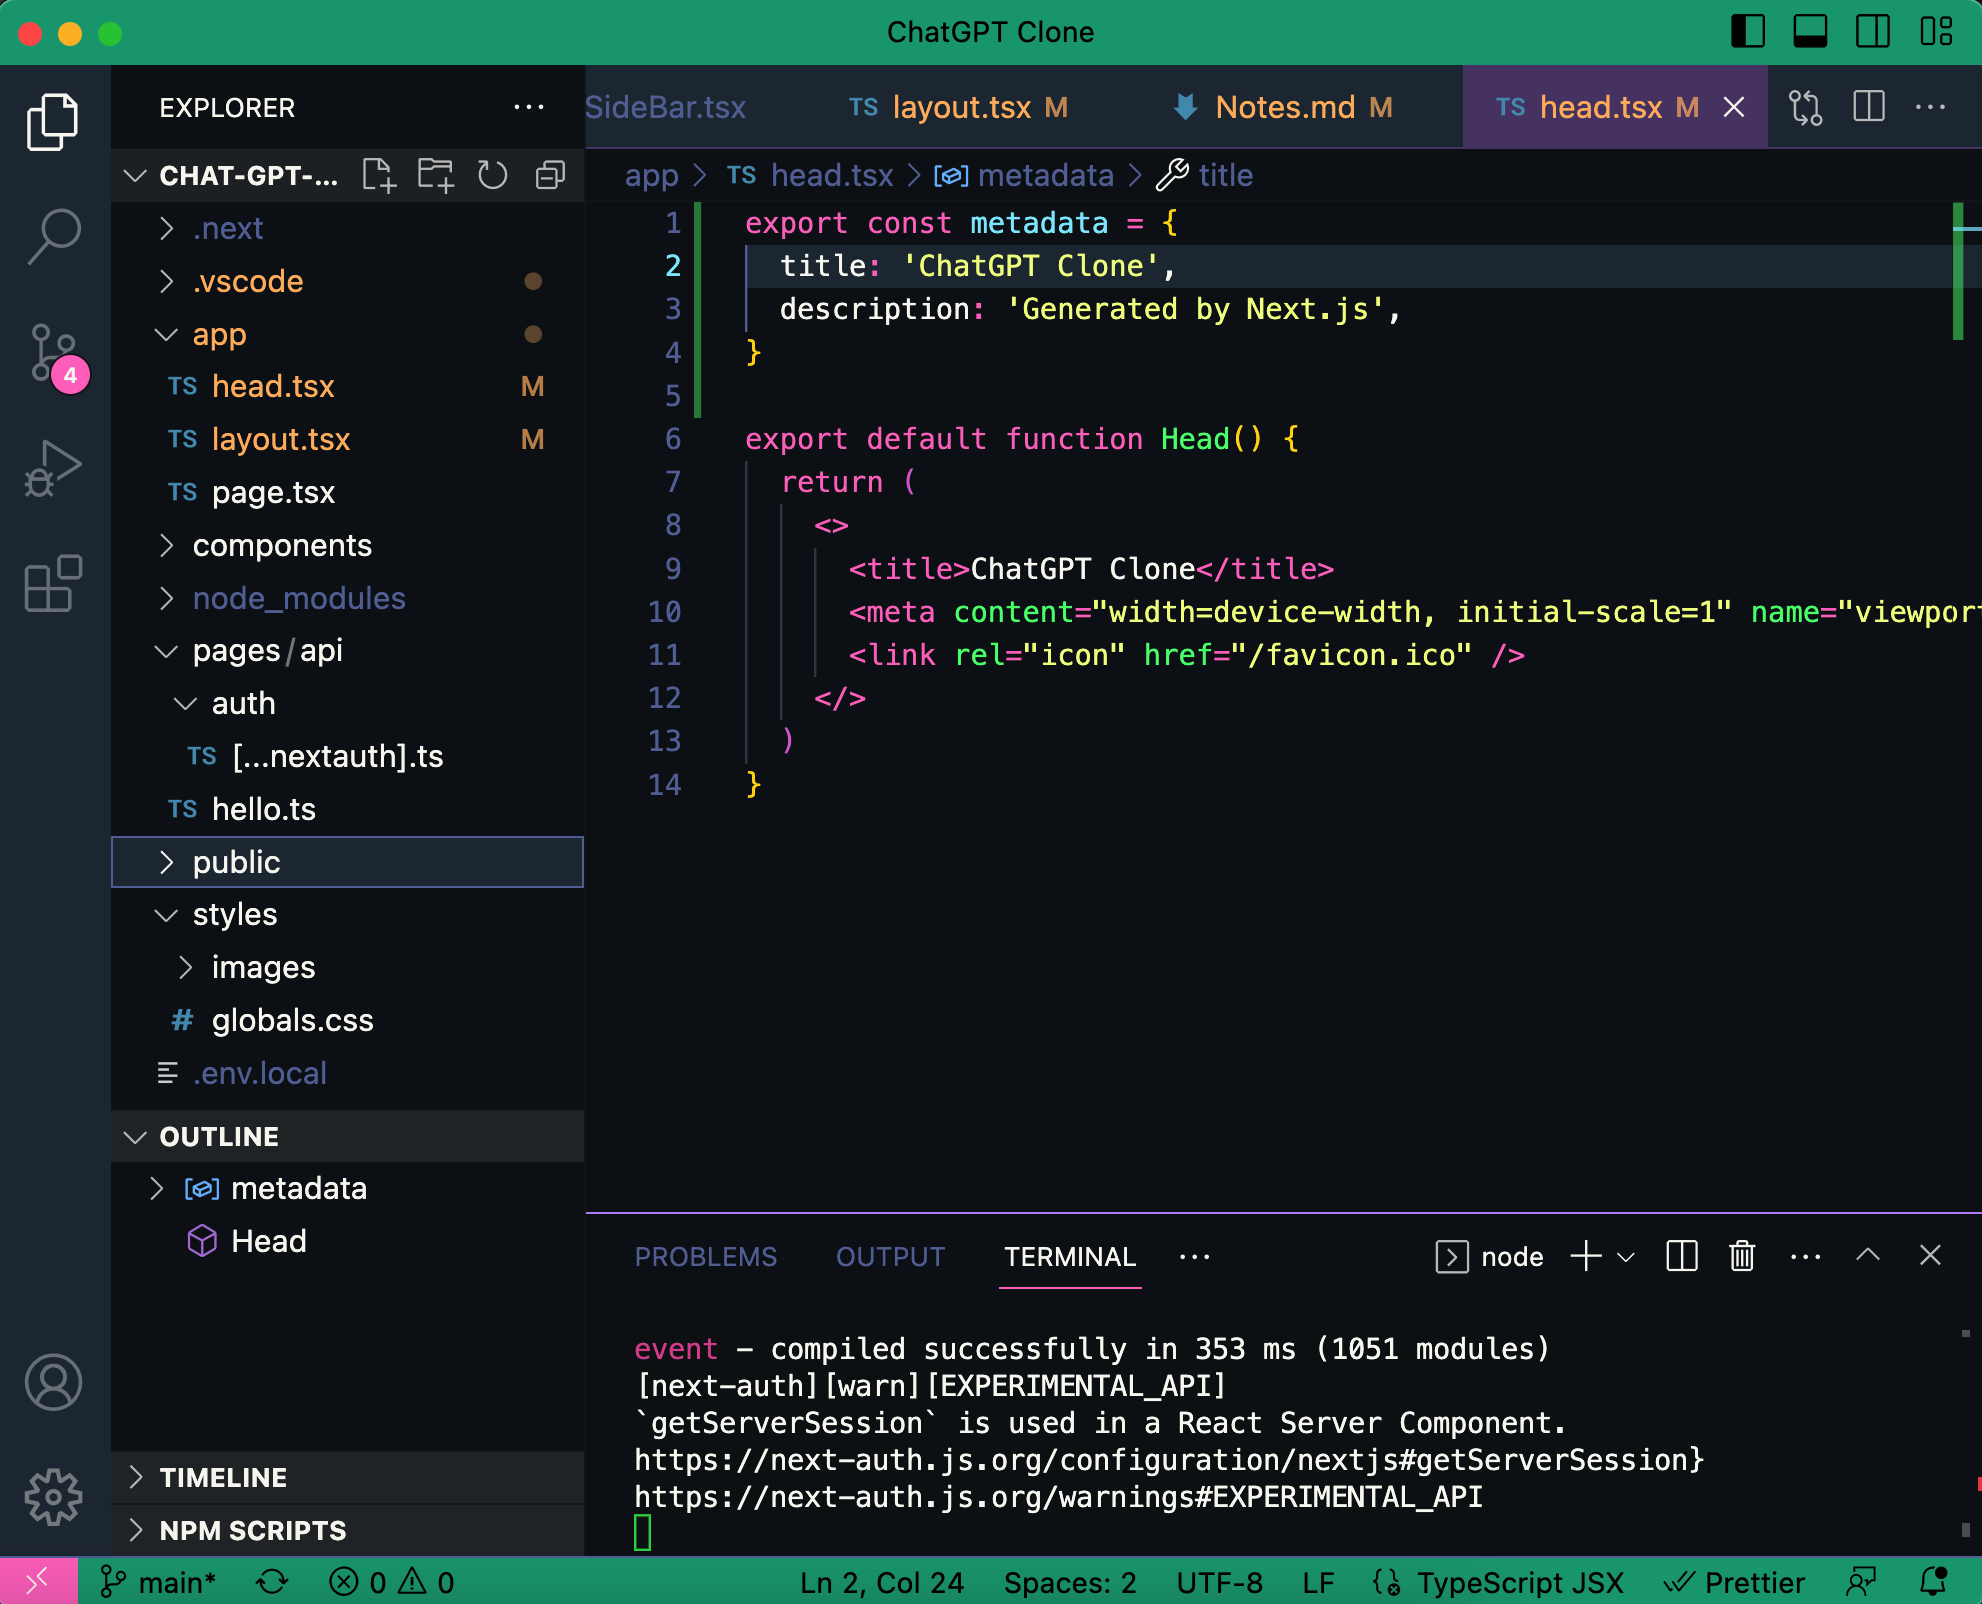 ChatGPT Clone
EXPLORER
SideBar.tsx
TS layout.tsx M
Notes.md M
TS head.tsx M
CHAT-GPT-...
app > TS head.tsx > metadata > title
.next
.vscode
app
TS head.tsx M
TS layout.tsx M
TS page.tsx
components
node_modules
pages/api
auth
TS [...nextauth].ts
TS hello.ts
public
styles
images
# globals.css
.env.local
4
OUTLINE
metadata
Head
TIMELINE
NPM SCRIPTS
1 export const metadata = {
2 title: 'ChatGPT Clone',
3 description: 'Generated by Next.js',
4 }
5
6 export default function Head() {
7 return (
8 <>
9 <title>ChatGPT Clone</title>
10 <meta content="width=device-width, initial-scale=1" name="viewpor
11 <link rel="icon" href="/favicon.ico" />
12 </>
13 )
14 }
PROBLEMS OUTPUT TERMINAL ... node
event - compiled successfully in 353 ms (1051 modules)
[next-auth][warn][EXPERIMENTAL_API]
`getServerSession` is used in a React Server Component.
https://next-auth.js.org/configuration/nextjs#getServerSession}
https://next-auth.js.org/warnings#EXPERIMENTAL_API
main* 0 0 Ln 2, Col 24 Spaces: 2 UTF-8 LF TypeScript JSX Prettier